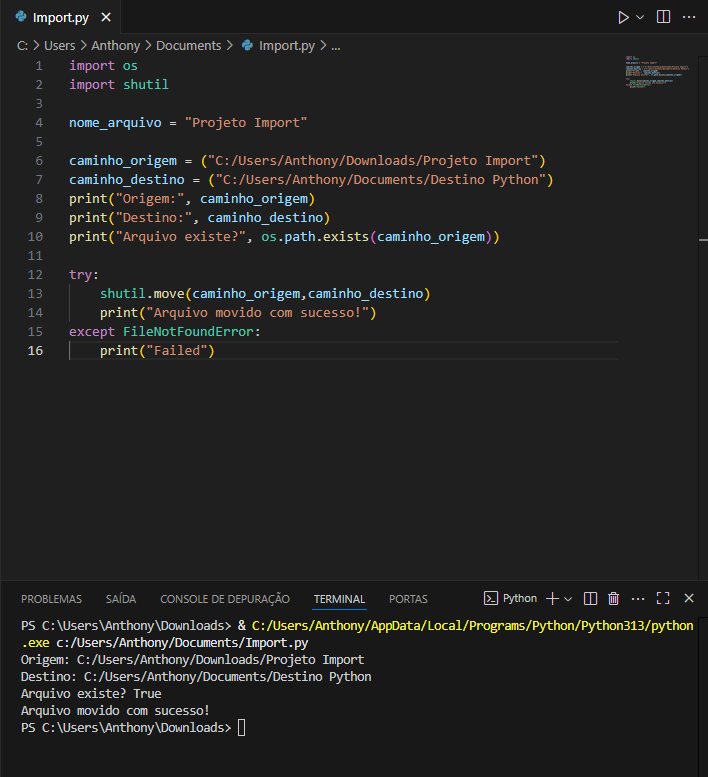 Import.py
C: > Users > Anthony > Documents > Import.py > ...
1 import os
2 import shutil
3
4 nome_arquivo = "Projeto Import"
5
6 caminho_origem = ("C:/Users/Anthony/Downloads/Projeto Import")
7 caminho_destino = ("C:/Users/Anthony/Documents/Destino Python")
8 print("Origem:", caminho_origem)
9 print("Destino:", caminho_destino)
10 print("Arquivo existe?", os.path.exists(caminho_origem))
11
12 try:
13     shutil.move(caminho_origem,caminho_destino)
14     print("Arquivo movido com sucesso!")
15 except FileNotFoundError:
16     print("Failed")
PROBLEMAS SAÍDA CONSOLE DE DEPURAÇÃO TERMINAL PORTAS Python
PS C:\Users\Anthony\Downloads> & C:/Users/Anthony/AppData/Local/Programs/Python/Python313/python
.exe c:/Users/Anthony/Documents/Import.py
Origem: C:/Users/Anthony/Downloads/Projeto Import
Destino: C:/Users/Anthony/Documents/Destino Python
Arquivo existe? True
Arquivo movido com sucesso!
PS C:\Users\Anthony\Downloads>